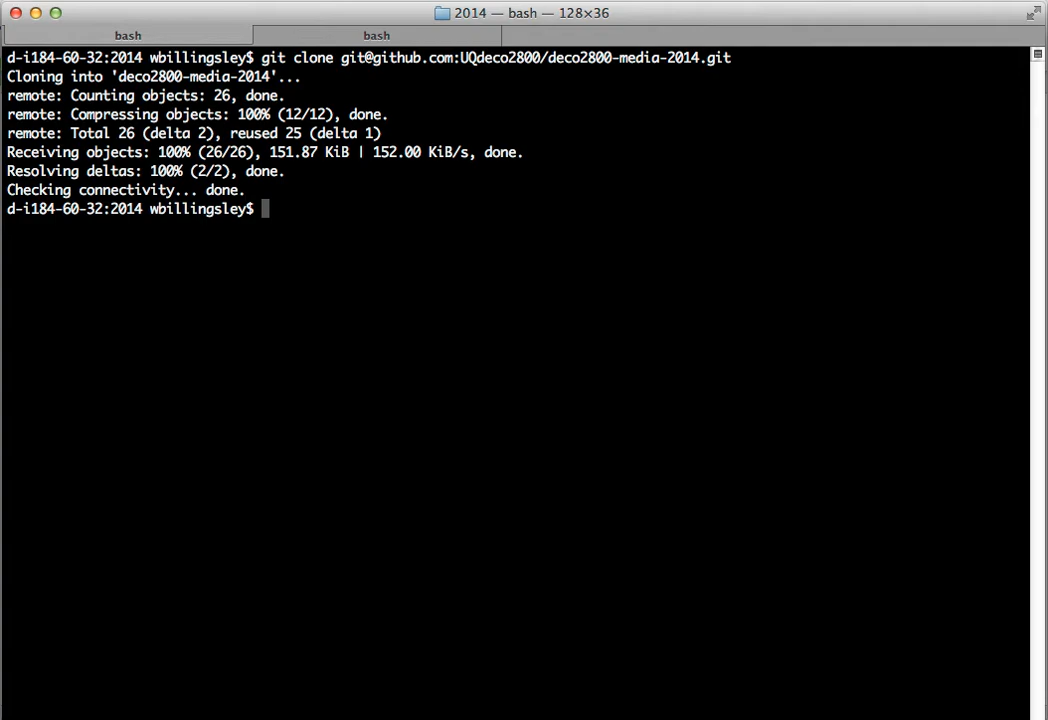 2014 — bash — 128×36
bash bash
d-i184-60-32:2014 wbillingsley$ git clone git@github.com:UQdeco2800/deco2800-media-2014.git
Cloning into 'deco2800-media-2014'...
remote: Counting objects: 26, done.
remote: Compressing objects: 100% (12/12), done.
remote: Total 26 (delta 2), reused 25 (delta 1)
Receiving objects: 100% (26/26), 151.87 KiB | 152.00 KiB/s, done.
Resolving deltas: 100% (2/2), done.
Checking connectivity... done.
d-i184-60-32:2014 wbillingsley$